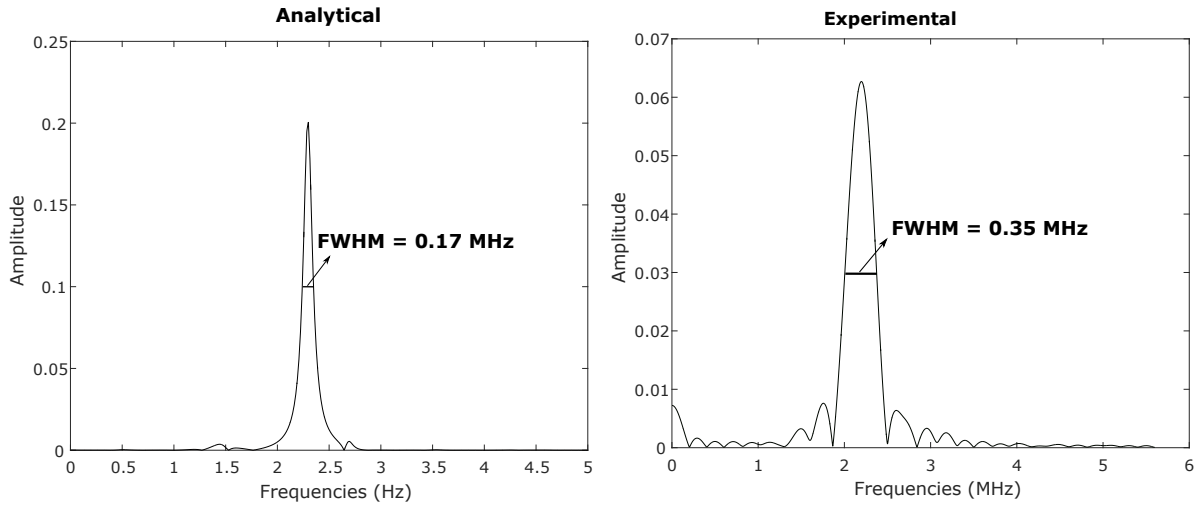 Analytical
0.25
0.2
0.15
0.1
0.05
0
Amplitude
FWHM = 0.17 MHz
0 0.5 1 1.5 2 2.5 3 3.5 4 4.5 5
Frequencies (Hz)
Experimental
0.07
0.06
0.05
0.04
0.03
0.02
0.01
0
Amplitude
FWHM = 0.35 MHz
0 1 2 3 4 5 6
Frequencies (MHz)